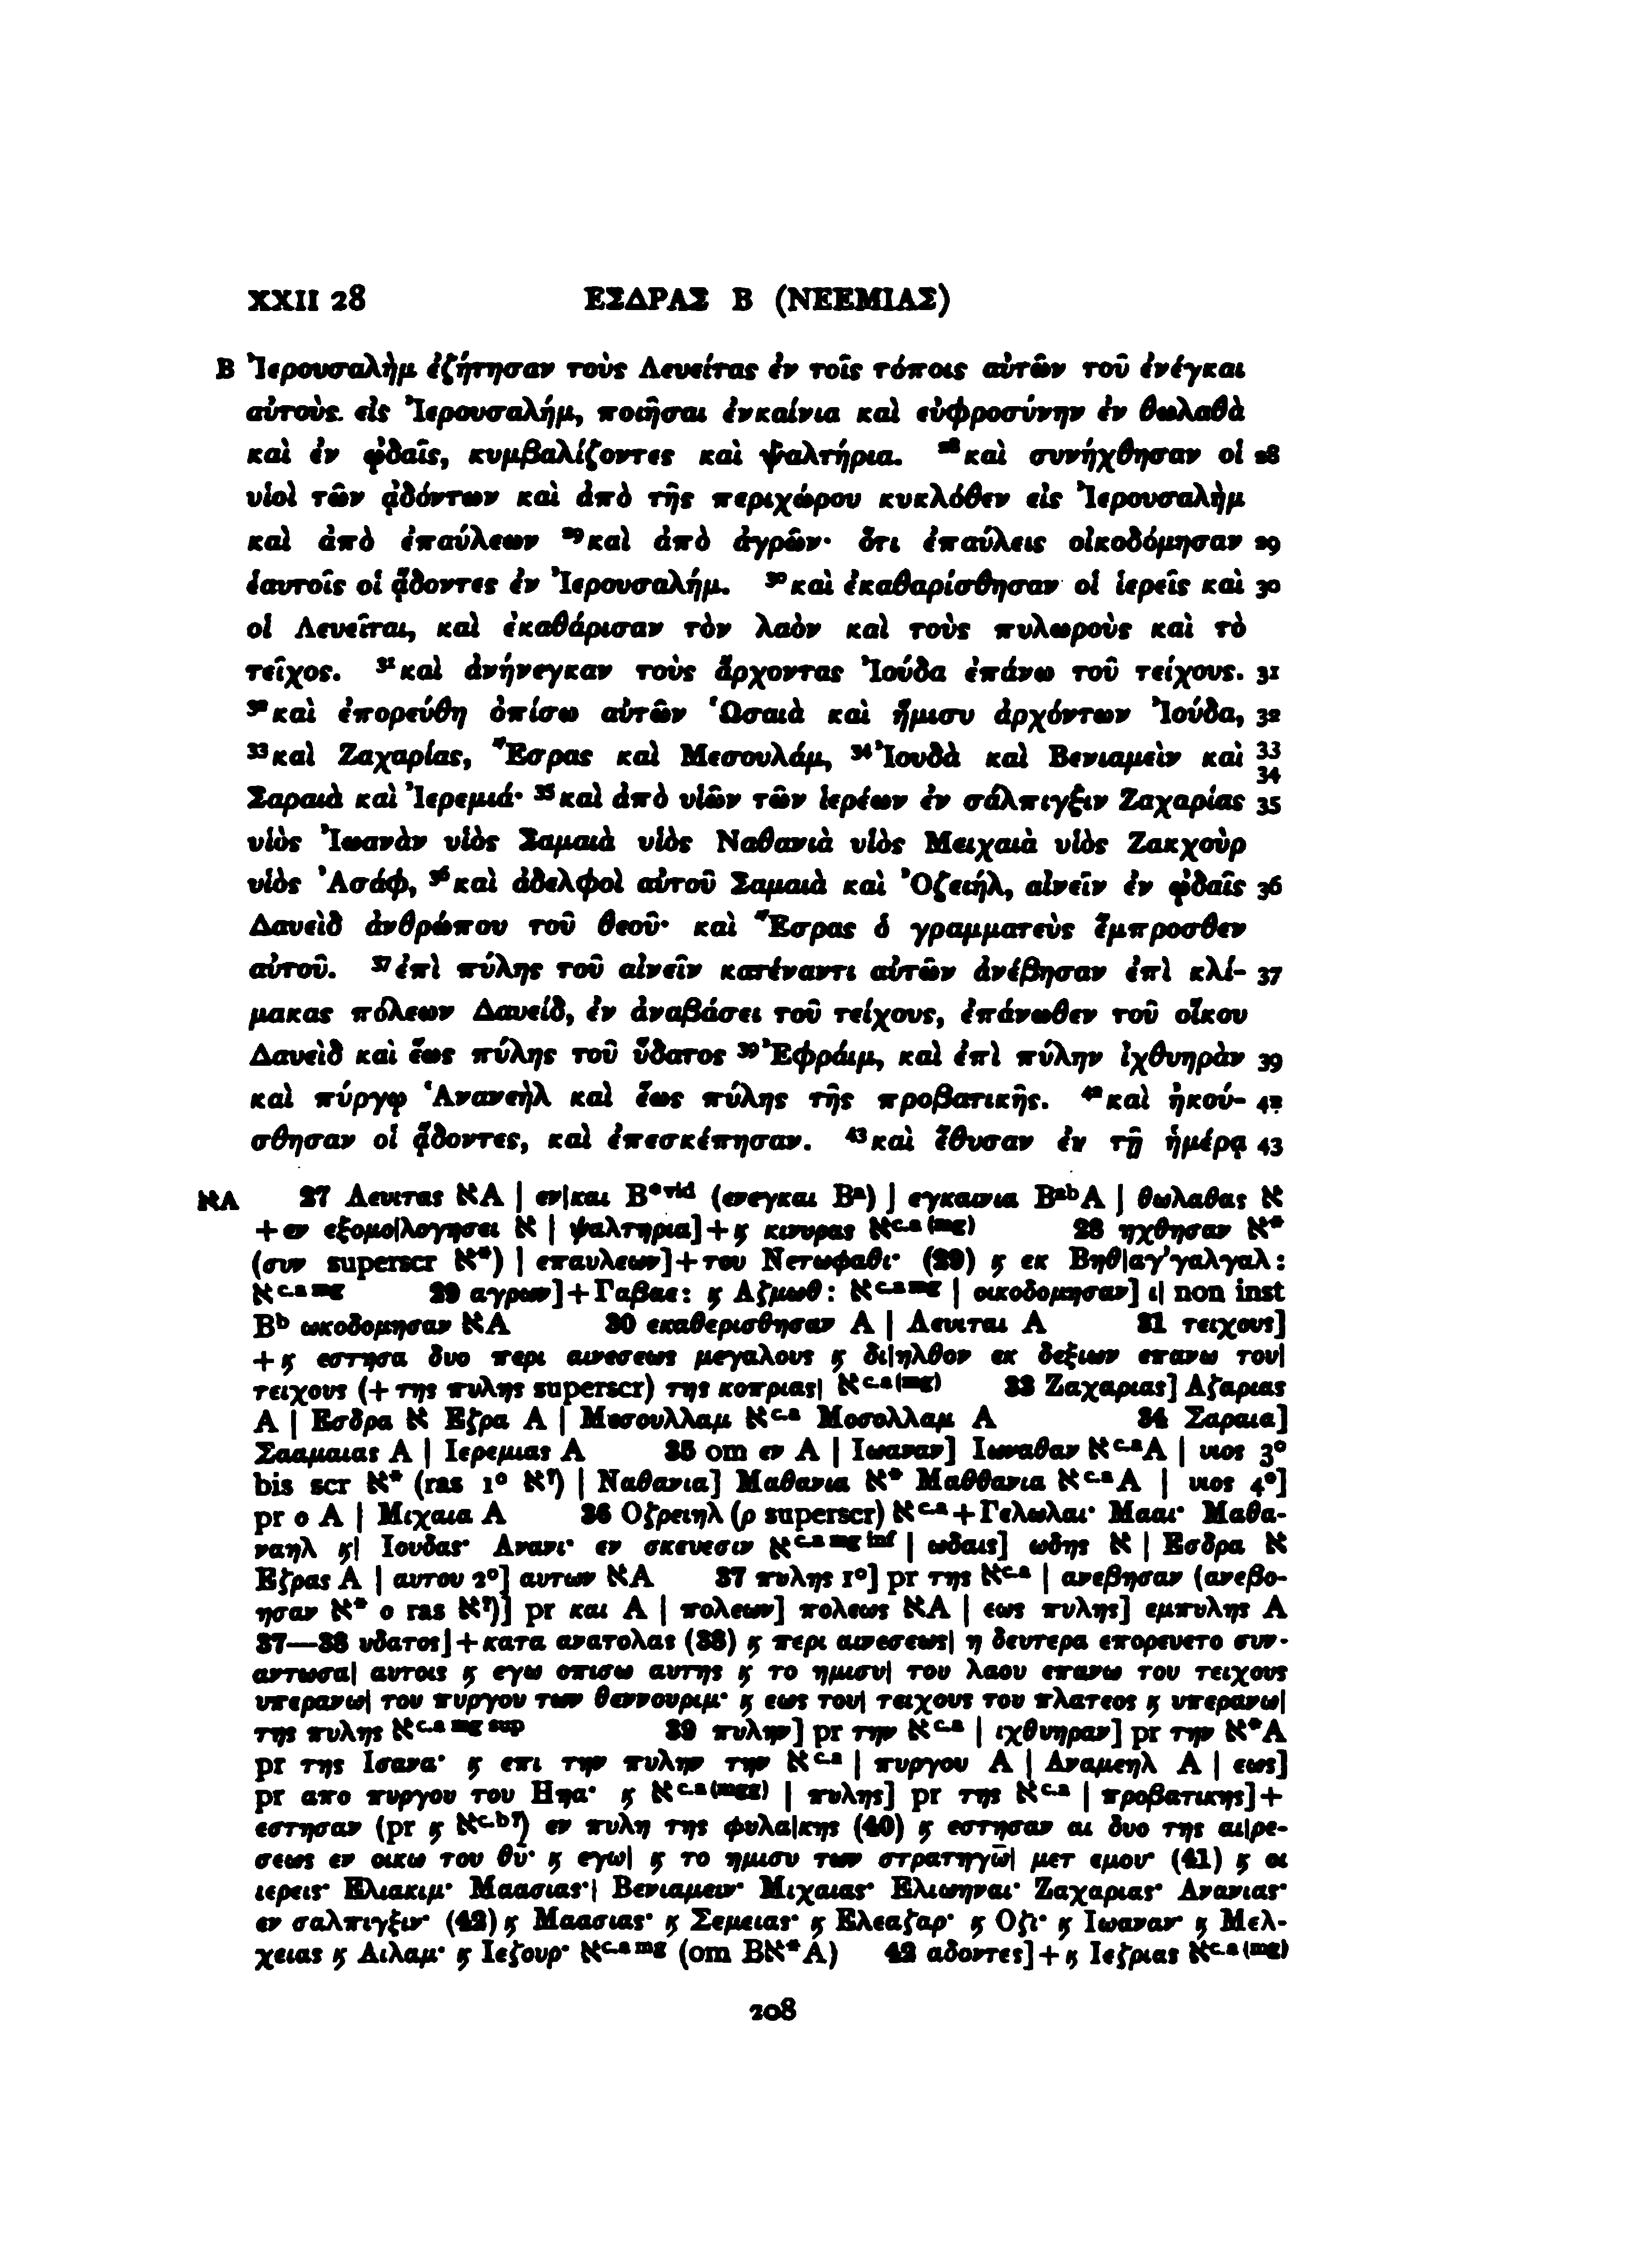 XXII 28 ΕΣΔΡΑΣ Β (ΝΕΕΜΙΑΣ)
B Ἰερουσαλὴμ ἐζήτησαν τοὺς Λευείτας ἐν τοῖς τόποις αὐτῶν τοῦ ἐνέγκαι
αὐτοὺς εἰς Ἰερουσαλήμ, ποιῆσαι ἐνκαίνια καὶ εὐφροσύνην ἐν θωλαθὰ
καὶ ἐν ᾠδαῖς, κυμβαλίζοντες καὶ ψαλτήρια. ²⁸καὶ συνήχθησαν οἱ 28
υἱοὶ τῶν ᾀδόντων καὶ ἀπὸ τῆς περιχώρου κυκλόθεν εἰς Ἰερουσαλὴμ
καὶ ἀπὸ ἐπαύλεων ²⁹καὶ ἀπὸ ἀγρῶν· ὅτι ἐπαύλεις οἰκοδόμησαν 29
ἑαυτοῖς οἱ ᾄδοντες ἐν Ἰερουσαλήμ. ³⁰καὶ ἐκαθαρίσθησαν οἱ ἱερεῖς καὶ 30
οἱ Λευεῖται, καὶ ἐκαθάρισαν τὸν λαὸν καὶ τοὺς πυλωροὺς καὶ τὸ
τεῖχος. ³¹καὶ ἀνήνεγκαν τοὺς ἄρχοντας Ἰούδα ἐπάνω τοῦ τείχους. 31
³²καὶ ἐπορεύθη ὀπίσω αὐτῶν Ὡσαιὰ καὶ ἥμισυ ἀρχόντων Ἰούδα, 32
³³καὶ Ζαχαρίας, Ἔσρας καὶ Μεσουλάμ, ³⁴Ἰουδὰ καὶ Βενιαμεὶν καὶ 33
34
Σαραιὰ καὶ Ἰερεμιά· ³⁵καὶ ἀπὸ υἱῶν τῶν ἱερέων ἐν σάλπιγξιν Ζαχαρίας 35
υἱὸς Ἰωανὰν υἱὸς Σαμαιὰ υἱὸς Ναθανιὰ υἱὸς Μειχαιὰ υἱὸς Ζακχοὺρ
υἱὸς Ἀσάφ, ³⁶καὶ ἀδελφοὶ αὐτοῦ Σαμαιὰ καὶ Ὀζειήλ, αἰνεῖν ἐν ᾠδαῖς 36
Δαυεὶδ ἀνθρώπου τοῦ θεοῦ· καὶ Ἔσρας ὁ γραμματεὺς ἔμπροσθεν
αὐτοῦ. ³⁷ἐπὶ πύλης τοῦ αἰνεῖν κατέναντι αὐτῶν ἀνέβησαν ἐπὶ κλί- 37
μακας πόλεων Δαυείδ, ἐν ἀναβάσει τοῦ τείχους, ἐπάνωθεν τοῦ οἴκου
Δαυεὶδ καὶ ἕως πύλης τοῦ ὕδατος ³⁹Ἐφράιμ, καὶ ἐπὶ πύλην ἰχθυηρὰν 39
καὶ πύργῳ Ἁνανεὴλ καὶ ἕως πύλης τῆς προβατικῆς. ⁴²καὶ ἠκού- 42
σθησαν οἱ ᾄδοντες, καὶ ἐπεσκέπησαν. ⁴³καὶ ἔθυσαν ἐν τῇ ἡμέρᾳ 43
אA 27 Λευιτας אA | εν|και B*ᵛⁱᵈ (ενεγκαι Bᵃ) | εγκαινια BᵃᵇA | θωλαθας א
+εν εξομο|λογησει א | ψαλτηρια]+ϗ κινυρας אᶜ·ᵃ ⁽ᵐᵍ⁾ 28 ηχθησαν א*
(συν superscr א*) | επαυλεων]+του Νετωφαθι· (29) ϗ εκ Βηθ|αγ'γαλγαλ:
אᶜ·ᵃ ᵐᵍ 29 αγρων]+Γαβαε: ϗ Αζμωθ: אᶜ·ᵃ ᵐᵍ | οικοδομησαν] ι| non inst
Bᵇ ωκοδομησαν אA 30 εκαθερισθησαν A | Λευιται A 31 τειχους]
+ϗ εστησα δυο περι αινεσεως μεγαλους ϗ δι|ηλθον εκ δεξιων επανω του|
τειχους (+της πυλης superscr) της κοπριας| אᶜ·ᵃ ⁽ᵐᵍ⁾ 33 Ζαχαριας] Αζαριας
A | Εσδρα א Εζρα A | Μεσουλλαμ אᶜ·ᵃ Μοσολλαμ A 34 Σαραια]
Σααμαιας A | Ιερεμιας A 35 om εν A | Ιωαναν] Ιωναθαν אᶜ·ᵃA | υιος 3°
bis scr א* (ras 1° א?) | Ναθανια] Μαθανια א* Μαθθανια אᶜ·ᵃA | υιος 4°]
pr ο A | Μιχαια A 36 Οζρειηλ (ρ superscr) אᶜ·ᵃ+Γελωλαι· Μααι· Μαθα-
ναηλ ϗ| Ιουδας· Ανανι· εν σκευεσιν אᶜ·ᵃ ᵐᵍ ⁱⁿᶠ | ωδαις] ωδης א | Εσδρα א
Εζρας A | αυτου 2°] αυτων אA 37 πυλης 1°] pr της אᶜ·ᵃ | ανεβησαν (ανεβο-
ησαν א* ο ras א?)] pr και A | πολεων] πολεως אA | εως πυλης] εμπυλης A
37—38 υδατος]+κατα ανατολας (38) ϗ περι αινεσεως| η δευτερα επορευετο συν-
αντωσα| αυτοις ϗ εγω οπισω αυτης ϗ το ημισυ| του λαου επανω του τειχους
υπερανω| του πυργου των θεννουριμ· ϗ εως του| τειχους του πλατεος ϗ υπερανω|
της πυλης אᶜ·ᵃ ᵐᵍ ˢᵘᵖ 39 πυλην] pr την אᶜ·ᵃ | ιχθυηραν] pr την א*A
pr της Ισανα· ϗ επι την πυλην την אᶜ·ᵃ | πυργου A | Αναμεηλ A | εως]
pr απο πυργου του Ηηα· ϗ אᶜ·ᵃ ⁽ᵐᵍᵍ⁾ | πυλης] pr της אᶜ·ᵃ | προβατικης]+
εστησαν (pr ϗ אᶜ·ᵇ?) εν πυλη της φυλα|κης (40) ϗ εστησαν αι δυο της αι|ρε-
σεως εν οικω του θῡ· ϗ εγω| ϗ το ημισυ των στρατηγω̄| μετ εμου· (41) ϗ οι
ιερεις· Ελιακιμ· Μαασιας·| Βενιαμειν· Μιχαιας· Ελιωηναι· Ζαχαριας· Ανανιας·
εν σαλπιγξιν· (42) ϗ Μαασιας· ϗ Σεμειας· ϗ Ελεαζαρ· ϗ Οζι· ϗ Ιωαναν· ϗ Μελ-
χειας ϗ Αιλαμ· ϗ Ιεζουρ· אᶜ·ᵃ ᵐᵍ (om Bא*A) 42 αδοντες]+ϗ Ιεζριας אᶜ·ᵃ ⁽ᵐᵍ⁾
208